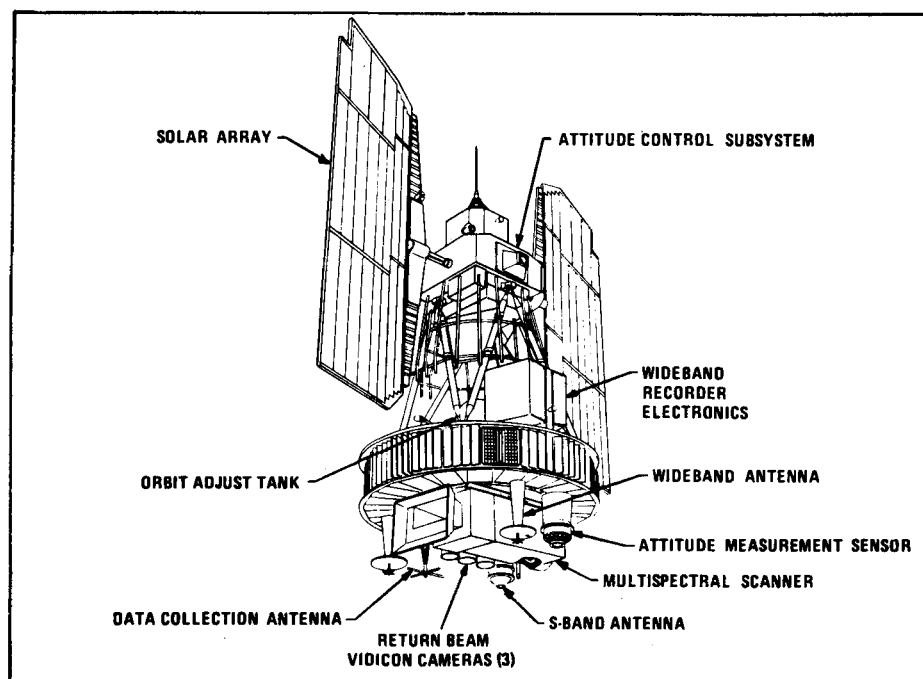 SOLAR ARRAY
ATTITUDE CONTROL SUBSYSTEM
WIDEBAND
RECORDER
ELECTRONICS
ORBIT ADJUST TANK
WIDEBAND ANTENNA
ATTITUDE MEASUREMENT SENSOR
MULTISPECTRAL SCANNER
DATA COLLECTION ANTENNA
S-BAND ANTENNA
RETURN BEAM
VIDICON CAMERAS (3)